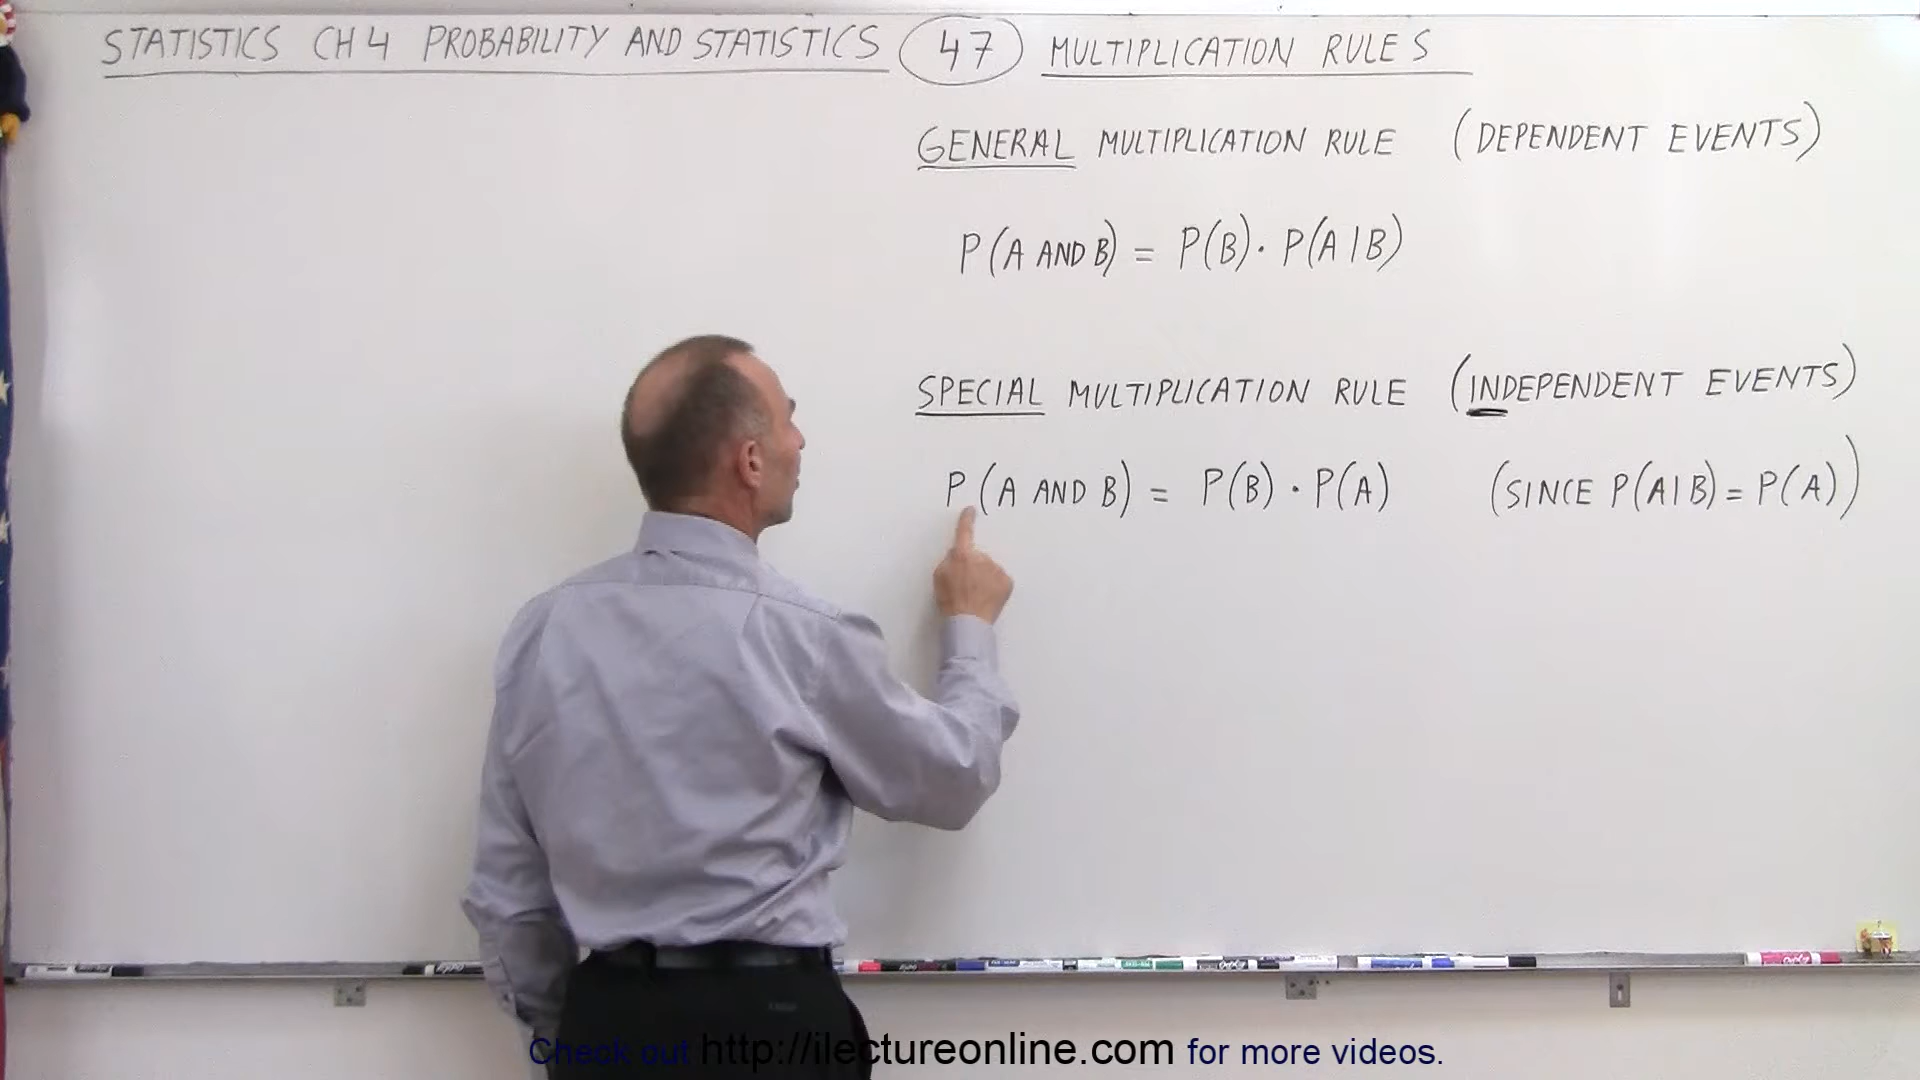 STATISTICS CH 4 PROBABILITY AND STATISTICS 47 MULTIPLICATION RULES
GENERAL MULTIPLICATION RULE (DEPENDENT EVENTS)
P(A AND B) = P(B) · P(A|B)
SPECIAL MULTIPLICATION RULE (INDEPENDENT EVENTS)
P(A AND B) = P(B) · P(A) (SINCE P(A|B) = P(A))
Check out http://ilectureonline.com for more videos.